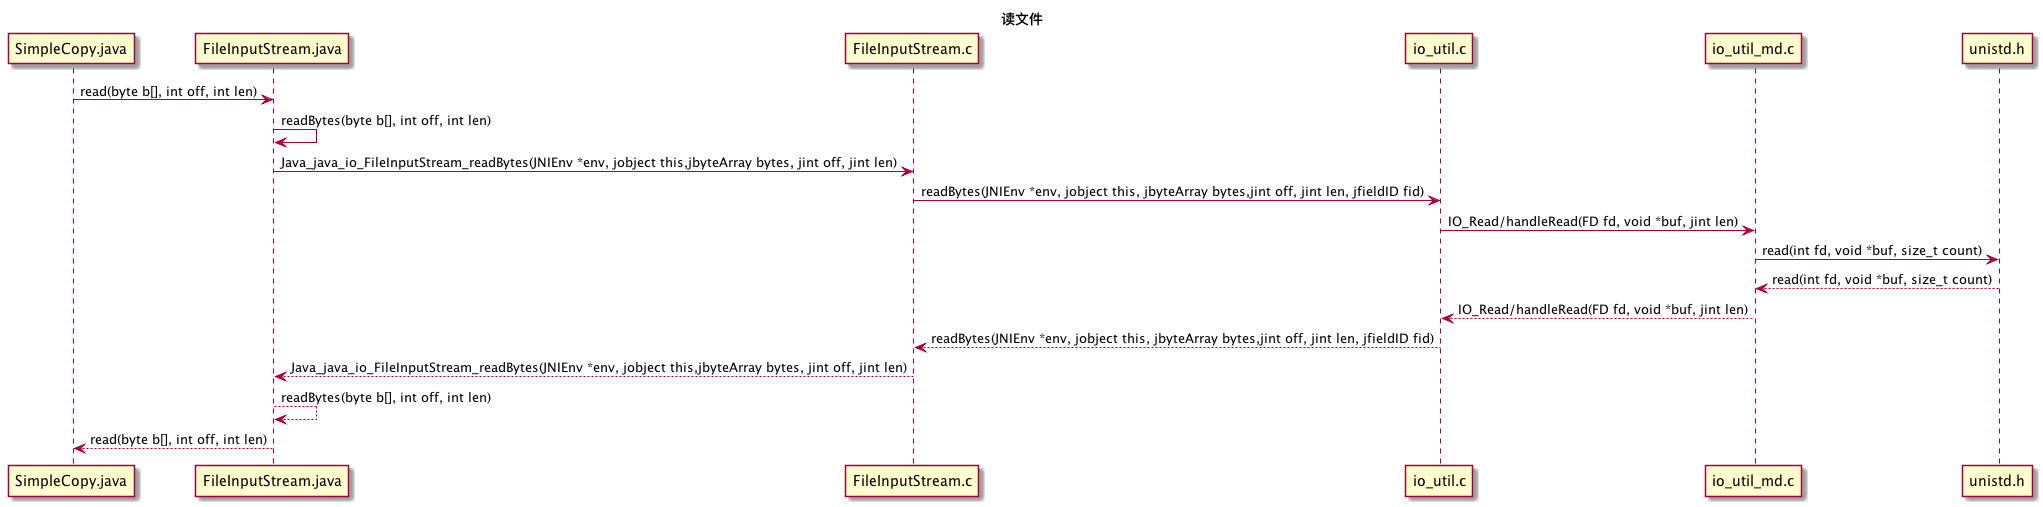 读文件
SimpleCopy.java
FileInputStream.java
FileInputStream.c
io_util.c
io_util_md.c
unistd.h
read(byte b[], int off, int len)
readBytes(byte b[], int off, int len)
Java_java_io_FileInputStream_readBytes(JNIEnv *env, jobject this,jbyteArray bytes, jint off, jint len)
readBytes(JNIEnv *env, jobject this, jbyteArray bytes,jint off, jint len, jfieldID fid)
IO_Read/handleRead(FD fd, void *buf, jint len)
read(int fd, void *buf, size_t count)
read(int fd, void *buf, size_t count)
IO_Read/handleRead(FD fd, void *buf, jint len)
readBytes(JNIEnv *env, jobject this, jbyteArray bytes,jint off, jint len, jfieldID fid)
Java_java_io_FileInputStream_readBytes(JNIEnv *env, jobject this,jbyteArray bytes, jint off, jint len)
readBytes(byte b[], int off, int len)
read(byte b[], int off, int len)
SimpleCopy.java
FileInputStream.java
FileInputStream.c
io_util.c
io_util_md.c
unistd.h